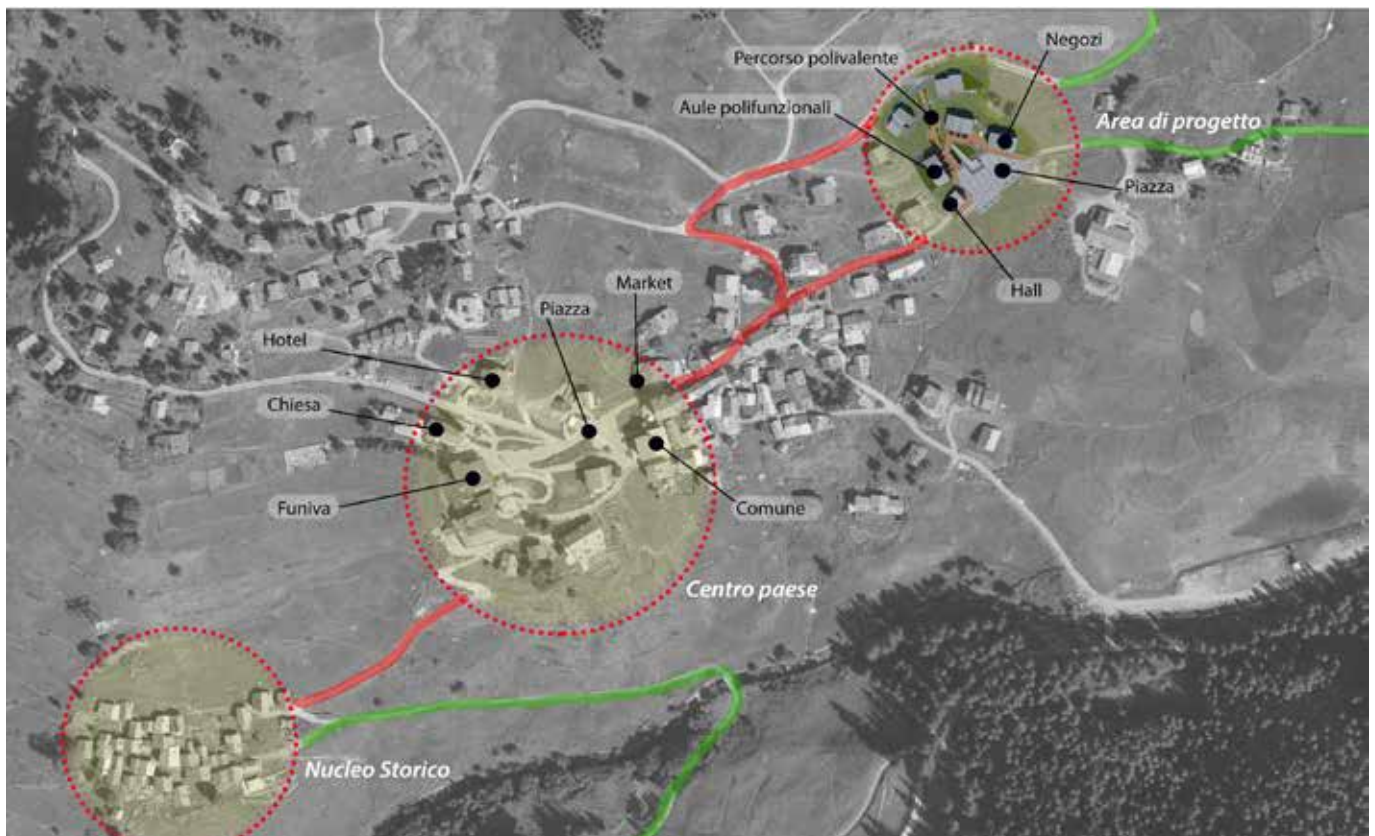 Negozi
Percorso polivalente
Aule polifunzionali
Area di progetto
Piazza
Hall
Market
Piazza
Hotel
Chiesa
Funiva
Comune
Centro paese
Nucleo Storico